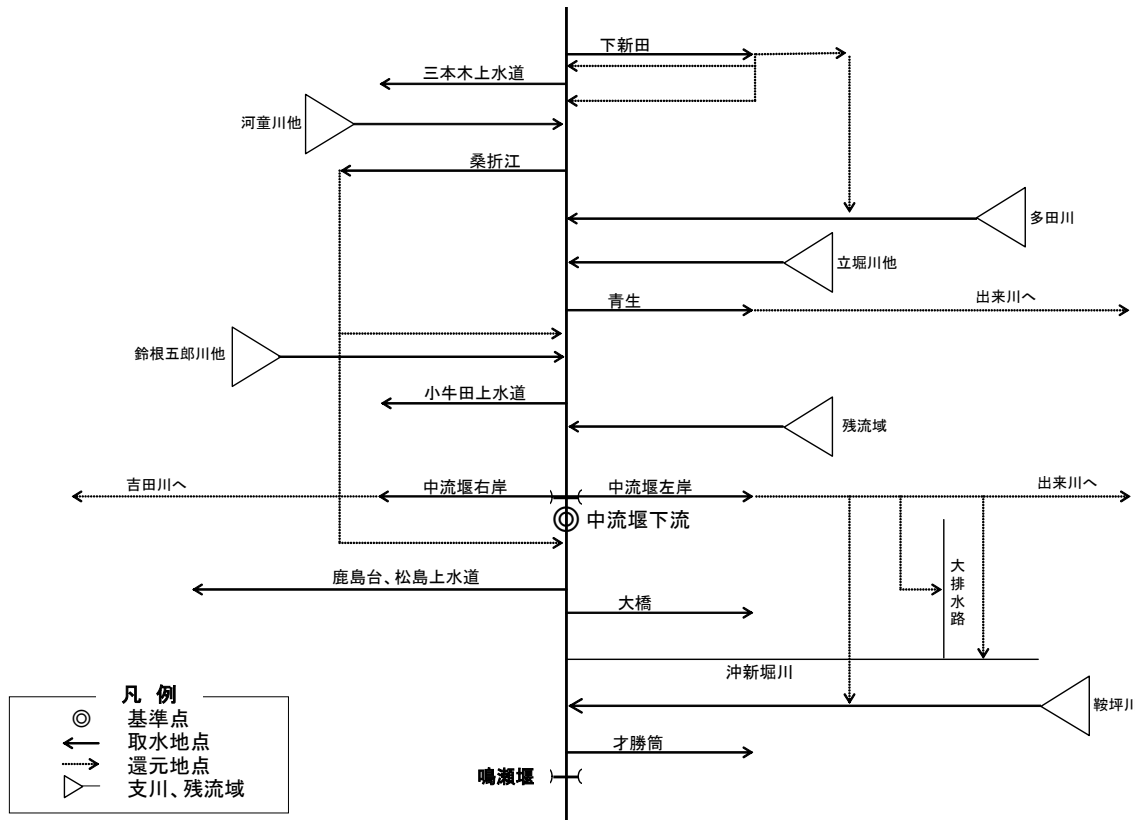 下新田
三本木上水道
河童川他
桑折江
多田川
立堀川他
青生
出来川へ
鈴根五郎川他
小牛田上水道
残流域
吉田川へ
中流堰右岸
中流堰左岸
出来川へ
中流堰下流
大排水路
鹿島台、松島上水道
大橋
沖新堀川
鞍坪川
才勝筒
鳴瀬堰
凡 例
基準点
取水地点
還元地点
支川、残流域